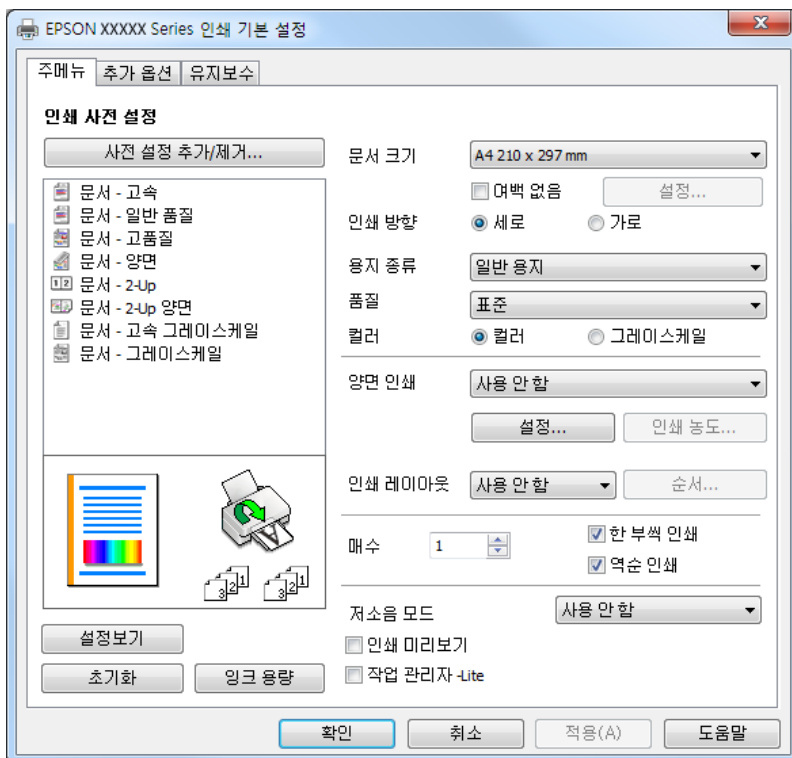 EPSON XXXXX Series 인쇄 기본 설정
주메뉴 추가 옵션 유지보수
인쇄 사전 설정
사전 설정 추가/제거...
문서 - 고속
문서 - 일반 품질
문서 - 고품질
문서 - 양면
1 2 문서 - 2-Up
문서 - 2-Up 양면
문서 - 고속 그레이스케일
문서 - 그레이스케일
3 2 1 3 2 1
설정보기
초기화 잉크 용량
문서 크기 A4 210 x 297 mm
여백 없음 설정...
인쇄 방향 세로 가로
용지 종류 일반 용지
품질 표준
컬러 컬러 그레이스케일
양면 인쇄 사용 안 함
설정... 인쇄 농도...
인쇄 레이아웃 사용 안 함 순서...
매수 1 한 부씩 인쇄
역순 인쇄
저소음 모드 사용 안 함
인쇄 미리보기
작업 관리자 -Lite
확인 취소 적용(A) 도움말